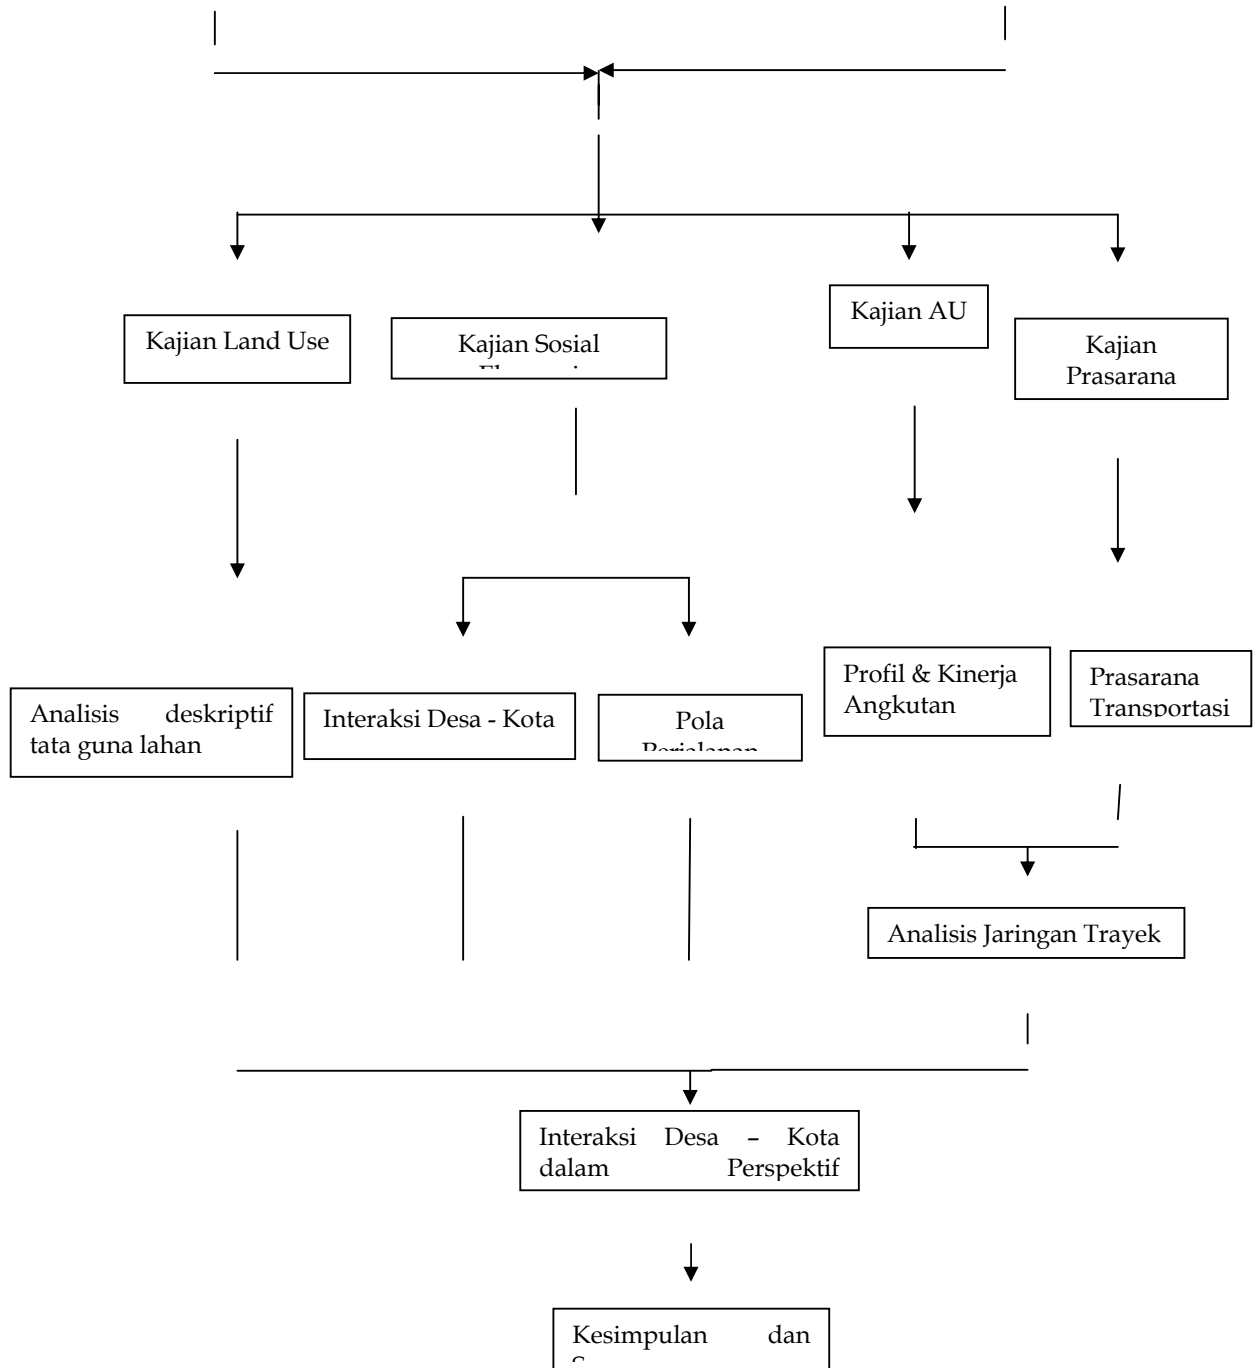 Kajian Land Use
Kajian Sosial
Kajian AU
Kajian
Prasarana
Analisis deskriptif
tata guna lahan
Interaksi Desa - Kota
Pola
Perjalanan
Profil & Kinerja
Angkutan
Prasarana
Transportasi
Analisis Jaringan Trayek
Interaksi Desa – Kota
dalam Perspektif
Kesimpulan dan